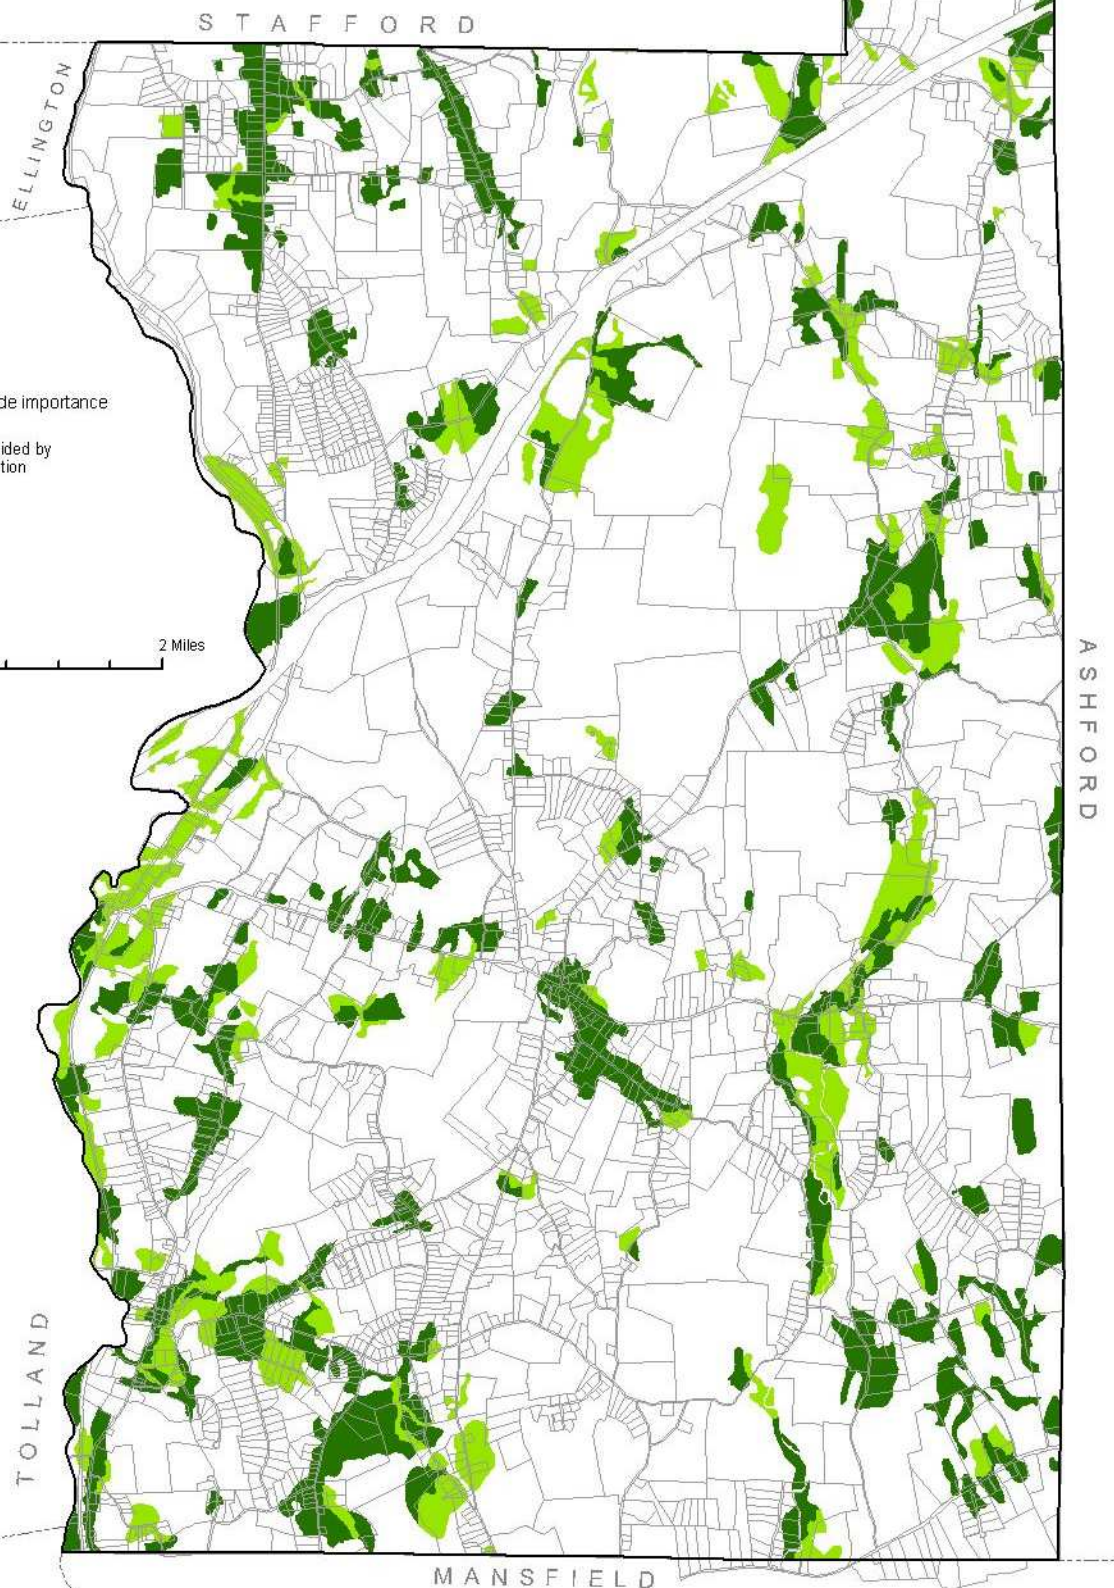 STAFFORD
ELLINGTON
de importance
ided by
tion
2 Miles
ASHFORD
TOLLAND
MANSFIELD